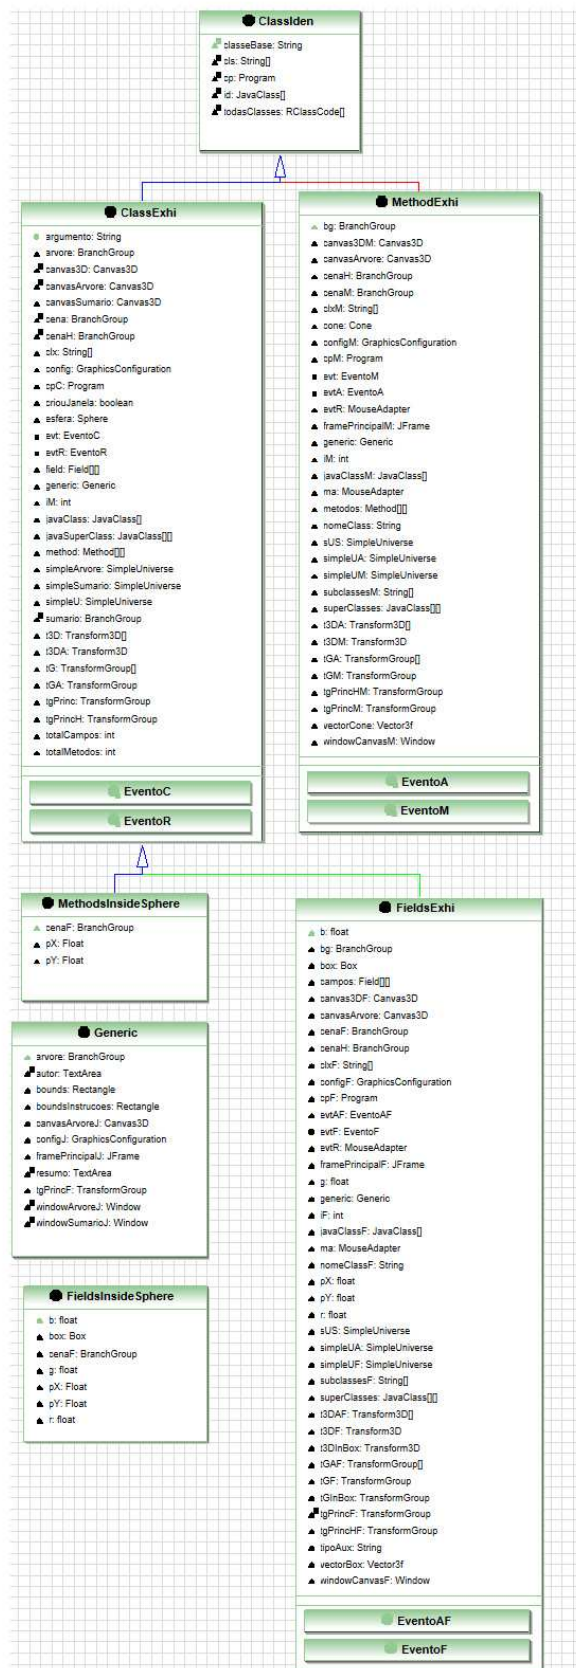 ClassIden
classeBase: String
cls: String[]
cp: Program
id: JavaClass[]
todasClasses: RClassCode[]
ClassExhi
argumento: String
arvore: BranchGroup
canvas3D: Canvas3D
canvasArvore: Canvas3D
canvasSumario: Canvas3D
cena: BranchGroup
cenaH: BranchGroup
clx: String[]
config: GraphicsConfiguration
cpC: Program
criouJanela: boolean
esfera: Sphere
evt: EventoC
evtR: EventoR
field: Field[][]
generic: Generic
iM: int
javaClass: JavaClass[]
javaSuperClass: JavaClass[][]
method: Method[][]
simpleArvore: SimpleUniverse
simpleSumario: SimpleUniverse
simpleU: SimpleUniverse
sumario: BranchGroup
t3D: Transform3D[]
t3DA: Transform3D
tG: TransformGroup[]
tGA: TransformGroup
tgPrinc: TransformGroup
tgPrincH: TransformGroup
totalCampos: int
totalMetodos: int
EventoC
EventoR
MethodExhi
bg: BranchGroup
canvas3DM: Canvas3D
canvasArvore: Canvas3D
cenaH: BranchGroup
cenaM: BranchGroup
clxM: String[]
cone: Cone
configM: GraphicsConfiguration
cpM: Program
evt: EventoM
evtA: EventoA
evtR: MouseAdapter
framePrincipalM: JFrame
generic: Generic
iM: int
javaClassM: JavaClass[]
ma: MouseAdapter
metodos: Method[][]
nomeClass: String
sUS: SimpleUniverse
simpleUA: SimpleUniverse
simpleUM: SimpleUniverse
subclassesM: String[]
superClasses: JavaClass[][]
t3DA: Transform3D[]
t3DM: Transform3D
tGA: TransformGroup[]
tGM: TransformGroup
tgPrincHM: TransformGroup
tgPrincM: TransformGroup
vectorCone: Vector3f
windowCanvasM: Window
EventoA
EventoM
MethodsInsideSphere
cenaF: BranchGroup
pX: Float
pY: Float
Generic
arvore: BranchGroup
autor: TextArea
bounds: Rectangle
boundsInstrucoes: Rectangle
canvasArvoreJ: Canvas3D
configJ: GraphicsConfiguration
framePrincipalJ: JFrame
resumo: TextArea
tgPrincF: TransformGroup
windowArvoreJ: Window
windowSumarioJ: Window
FieldsInsideSphere
b: float
box: Box
cenaF: BranchGroup
g: float
pX: Float
pY: Float
r: float
FieldsExhi
b: float
bg: BranchGroup
box: Box
campos: Field[][]
canvas3DF: Canvas3D
canvasArvore: Canvas3D
cenaF: BranchGroup
cenaH: BranchGroup
clxF: String[]
configF: GraphicsConfiguration
cpF: Program
evtAF: EventoAF
evtF: EventoF
evtR: MouseAdapter
framePrincipalF: JFrame
g: float
generic: Generic
iF: int
javaClassF: JavaClass[]
ma: MouseAdapter
nomeClassF: String
pX: float
pY: float
r: float
sUS: SimpleUniverse
simpleUA: SimpleUniverse
simpleUF: SimpleUniverse
subclassesF: String[]
superClasses: JavaClass[][]
t3DAF: Transform3D[]
t3DF: Transform3D
t3DInBox: Transform3D
tGAF: TransformGroup[]
tGF: TransformGroup
tGInBox: TransformGroup
tgPrincF: TransformGroup
tgPrincHF: TransformGroup
tipoAux: String
vectorBox: Vector3f
windowCanvasF: Window
EventoAF
EventoF